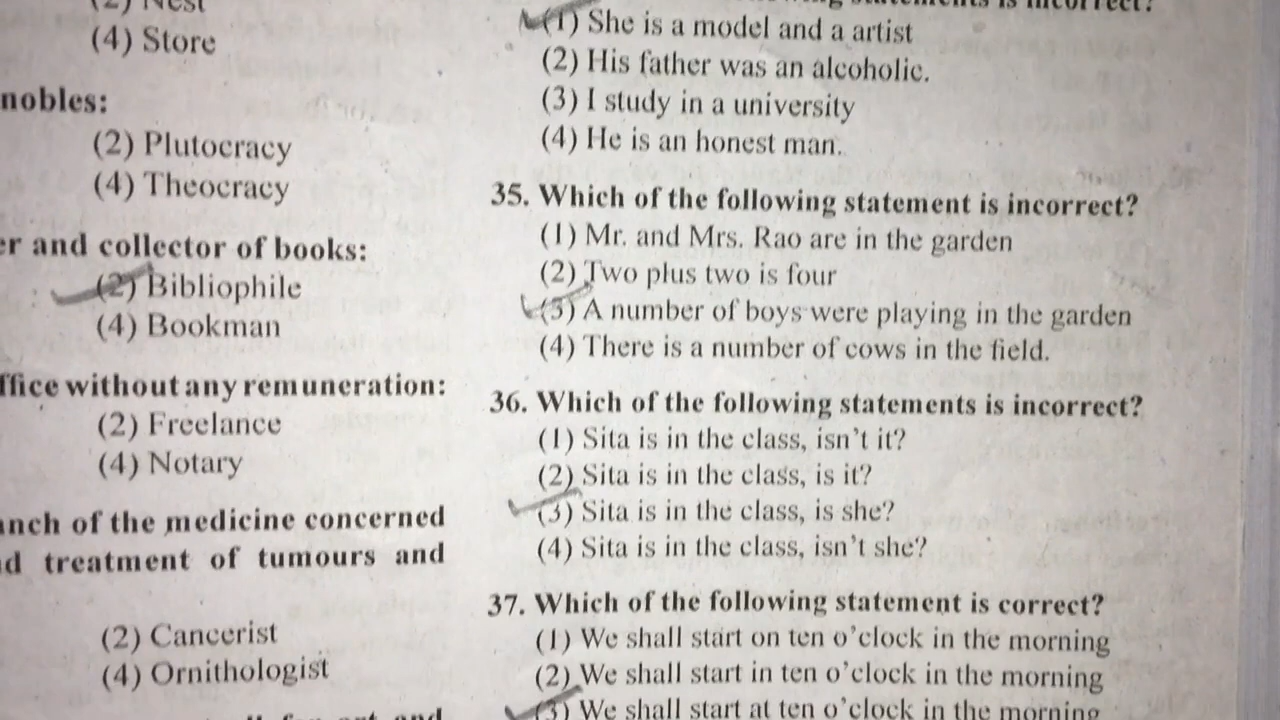 (2) Nest
(4) Store
nobles:
(2) Plutocracy
(4) Theocracy
and collector of books:
(2) Bibliophile
(4) Bookman
without any remuneration:
(2) Freelance
(4) Notary
of the medicine concerned
treatment of tumours and
(2) Cancerist
(4) Ornithologist
and
statements is incorrect?
(1) She is a model and a artist
(2) His father was an alcoholic.
(3) I study in a university
(4) He is an honest man.
35. Which of the following statement is incorrect?
(1) Mr. and Mrs. Rao are in the garden
(2) Two plus two is four
(3) A number of boys were playing in the garden
(4) There is a number of cows in the field.
36. Which of the following statements is incorrect?
(1) Sita is in the class, isn't it?
(2) Sita is in the class, is it?
(3) Sita is in the class, is she?
(4) Sita is in the class, isn't she?
37. Which of the following statement is correct?
(1) We shall start on ten o'clock in the morning
(2) We shall start in ten o'clock in the morning
(3) We shall start at ten o'clock in the morning